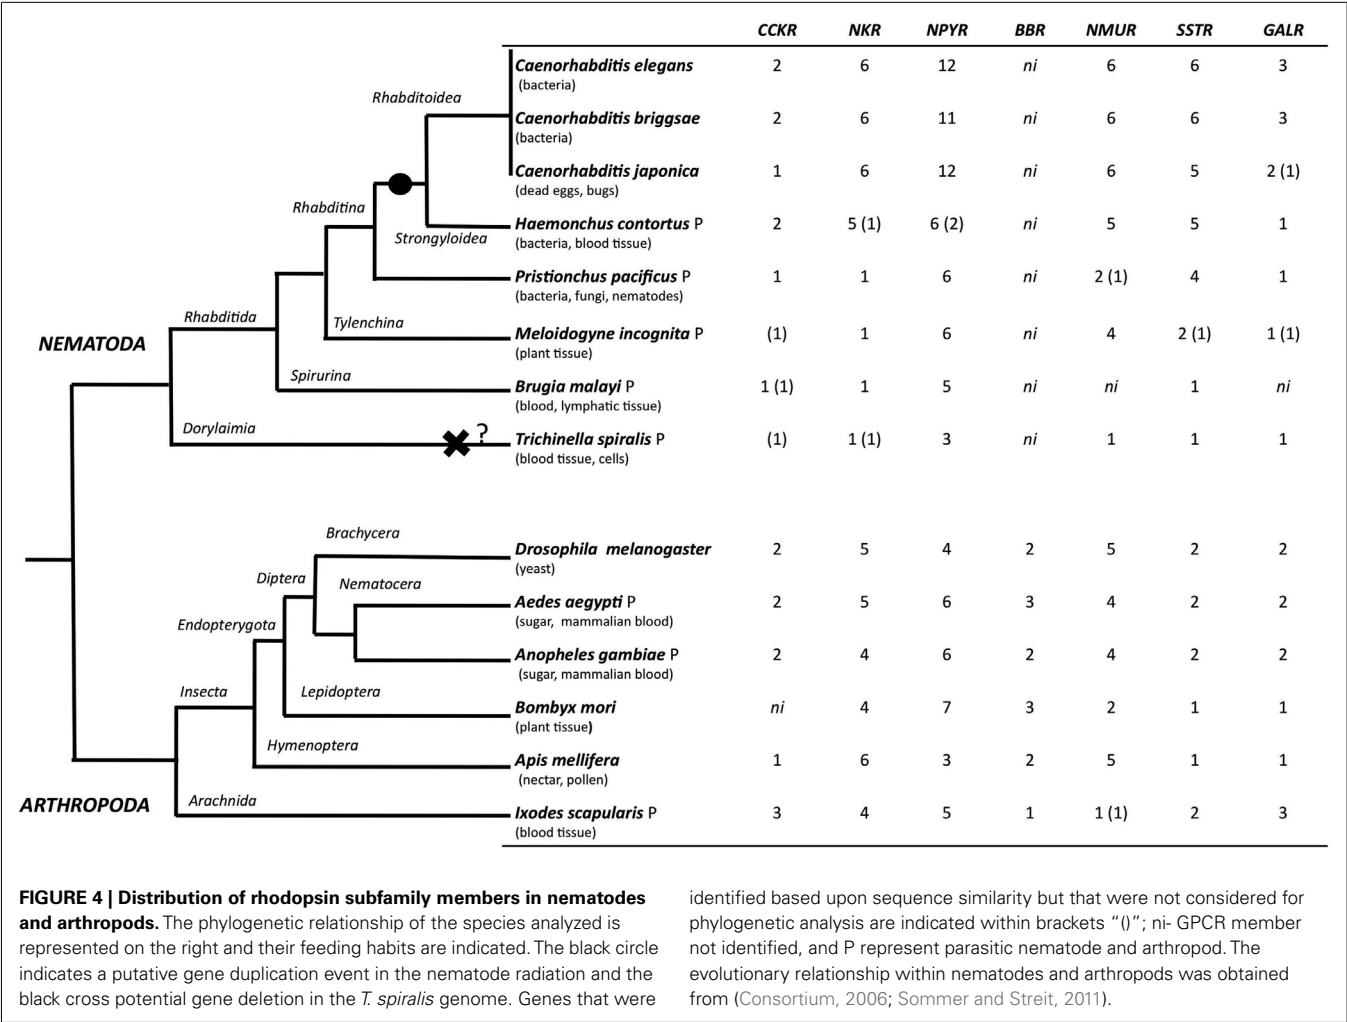 CCKR NKR NPYR BBR NMUR SSTR GALR
Caenorhabditis elegans 2 6 12 ni 6 6 3
(bacteria)
Rhabditoidea
Caenorhabditis briggsae 2 6 11 ni 6 6 3
(bacteria)
Caenorhabditis japonica 1 6 12 ni 6 5 2 (1)
(dead eggs, bugs)
Rhabditina
Haemonchus contortus P 2 5 (1) 6 (2) ni 5 5 1
Strongyloidea
(bacteria, blood tissue)
Pristionchus pacificus P 1 1 6 ni 2 (1) 4 1
(bacteria, fungi, nematodes)
Rhabditida
Tylenchina
Meloidogyne incognita P (1) 1 6 ni 4 2 (1) 1 (1)
NEMATODA
(plant tissue)
Spirurina
Brugia malayi P 1 (1) 1 5 ni ni 1 ni
(blood, lymphatic tissue)
Dorylaimia
?
Trichinella spiralis P (1) 1 (1) 3 ni 1 1 1
(blood tissue, cells)
Brachycera
Drosophila melanogaster 2 5 4 2 5 2 2
(yeast)
Diptera
Nematocera
Aedes aegypti P 2 5 6 3 4 2 2
(sugar, mammalian blood)
Endopterygota
Anopheles gambiae P 2 4 6 2 4 2 2
(sugar, mammalian blood)
Insecta
Lepidoptera
Bombyx mori ni 4 7 3 2 1 1
(plant tissue)
Hymenoptera
Apis mellifera 1 6 3 2 5 1 1
(nectar, pollen)
ARTHROPODA
Arachnida
Ixodes scapularis P 3 4 5 1 1 (1) 2 3
(blood tissue)
FIGURE 4 | Distribution of rhodopsin subfamily members in nematodes
and arthropods. The phylogenetic relationship of the species analyzed is
represented on the right and their feeding habits are indicated. The black circle
indicates a putative gene duplication event in the nematode radiation and the
black cross potential gene deletion in the T. spiralis genome. Genes that were
identified based upon sequence similarity but that were not considered for
phylogenetic analysis are indicated within brackets “()”; ni- GPCR member
not identified, and P represent parasitic nematode and arthropod. The
evolutionary relationship within nematodes and arthropods was obtained
from (Consortium, 2006; Sommer and Streit, 2011).